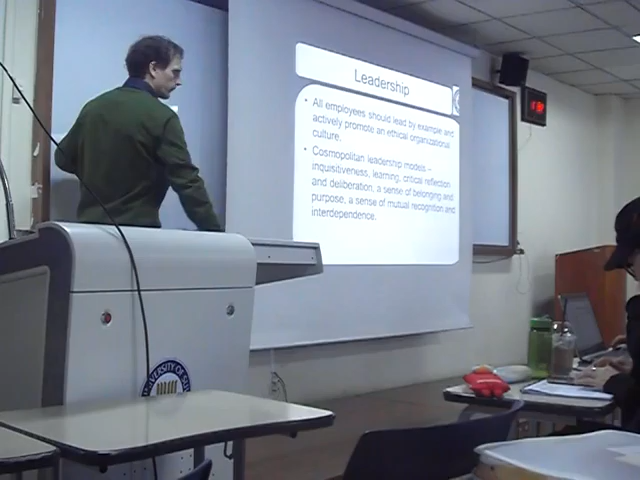 Leadership
• All employees should lead by example and
actively promote an ethical organizational
culture.
• Cosmopolitan leadership models –
inquisitiveness, learning, critical reflection
and deliberation, a sense of belonging and
purpose, a sense of mutual recognition and
interdependence.
UNIVERSITY OF